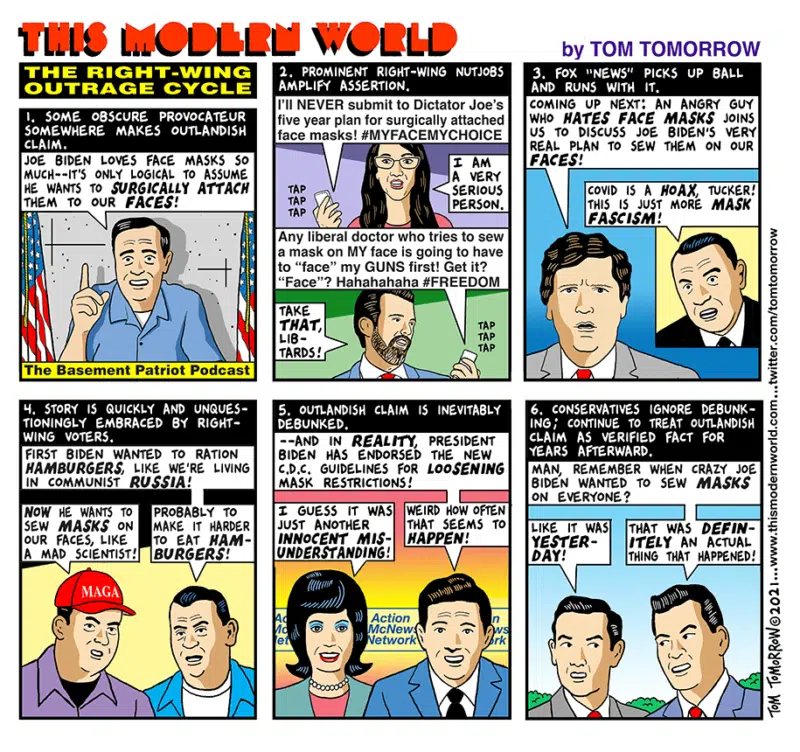 THIS MODERN WORLD
by TOM TOMORROW
THE RIGHT-WING
OUTRAGE CYCLE
1. SOME OBSCURE PROVOCATEUR
SOMEWHERE MAKES OUTLANDISH
CLAIM.
JOE BIDEN LOVES FACE MASKS SO
MUCH--IT'S ONLY LOGICAL TO ASSUME
HE WANTS TO SURGICALLY ATTACH
THEM TO OUR FACES!
The Basement Patriot Podcast
2. PROMINENT RIGHT-WING NUTJOBS
AMPLIFY ASSERTION.
I'll NEVER submit to Dictator Joe's
five year plan for surgically attached
face masks! #MYFACEMYCHOICE
TAP
TAP
TAP
I AM
A VERY
SERIOUS
PERSON.
Any liberal doctor who tries to sew
a mask on MY face is going to have
to "face" my GUNS first! Get it?
"Face"? Hahahahaha #FREEDOM
TAKE
THAT,
LIB-
TARDS!
TAP
TAP
TAP
3. FOX "NEWS" PICKS UP BALL
AND RUNS WITH IT.
COMING UP NEXT: AN ANGRY GUY
WHO HATES FACE MASKS JOINS
US TO DISCUSS JOE BIDEN'S VERY
REAL PLAN TO SEW THEM ON OUR
FACES!
COVID IS A HOAX, TUCKER!
THIS IS JUST MORE MASK
FASCISM!
4. STORY IS QUICKLY AND UNQUES-
TIONINGLY EMBRACED BY RIGHT-
WING VOTERS.
FIRST BIDEN WANTED TO RATION
HAMBURGERS, LIKE WE'RE LIVING
IN COMMUNIST RUSSIA!
NOW HE WANTS TO
SEW MASKS ON
OUR FACES, LIKE
A MAD SCIENTIST!
PROBABLY TO
MAKE IT HARDER
TO EAT HAM-
BURGERS!
MAGA
5. OUTLANDISH CLAIM IS INEVITABLY
DEBUNKED.
--AND IN REALITY, PRESIDENT
BIDEN HAS ENDORSED THE NEW
C.D.C. GUIDELINES FOR LOOSENING
MASK RESTRICTIONS!
I GUESS IT WAS
JUST ANOTHER
INNOCENT MIS-
UNDERSTANDING!
WEIRD HOW OFTEN
THAT SEEMS TO
HAPPEN!
Action
McNews
Network
6. CONSERVATIVES IGNORE DEBUNK-
ING; CONTINUE TO TREAT OUTLANDISH
CLAIM AS VERIFIED FACT FOR
YEARS AFTERWARD.
MAN, REMEMBER WHEN CRAZY JOE
BIDEN WANTED TO SEW MASKS
ON EVERYONE?
LIKE IT WAS
YESTER-
DAY!
THAT WAS DEFIN-
ITELY AN ACTUAL
THING THAT HAPPENED!
TOM TOMORROW©2021...www.thismodernworld.com...twitter.com/tomtomorrow